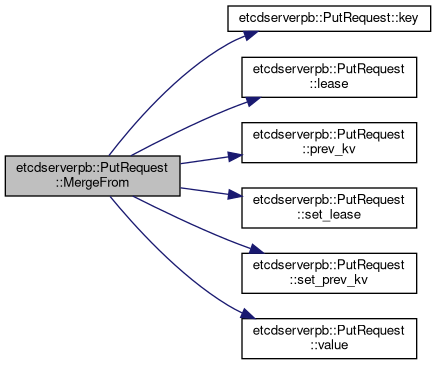 etcdserverpb::PutRequest
::MergeFrom
etcdserverpb::PutRequest::key
etcdserverpb::PutRequest
::lease
etcdserverpb::PutRequest
::prev_kv
etcdserverpb::PutRequest
::set_lease
etcdserverpb::PutRequest
::set_prev_kv
etcdserverpb::PutRequest
::value